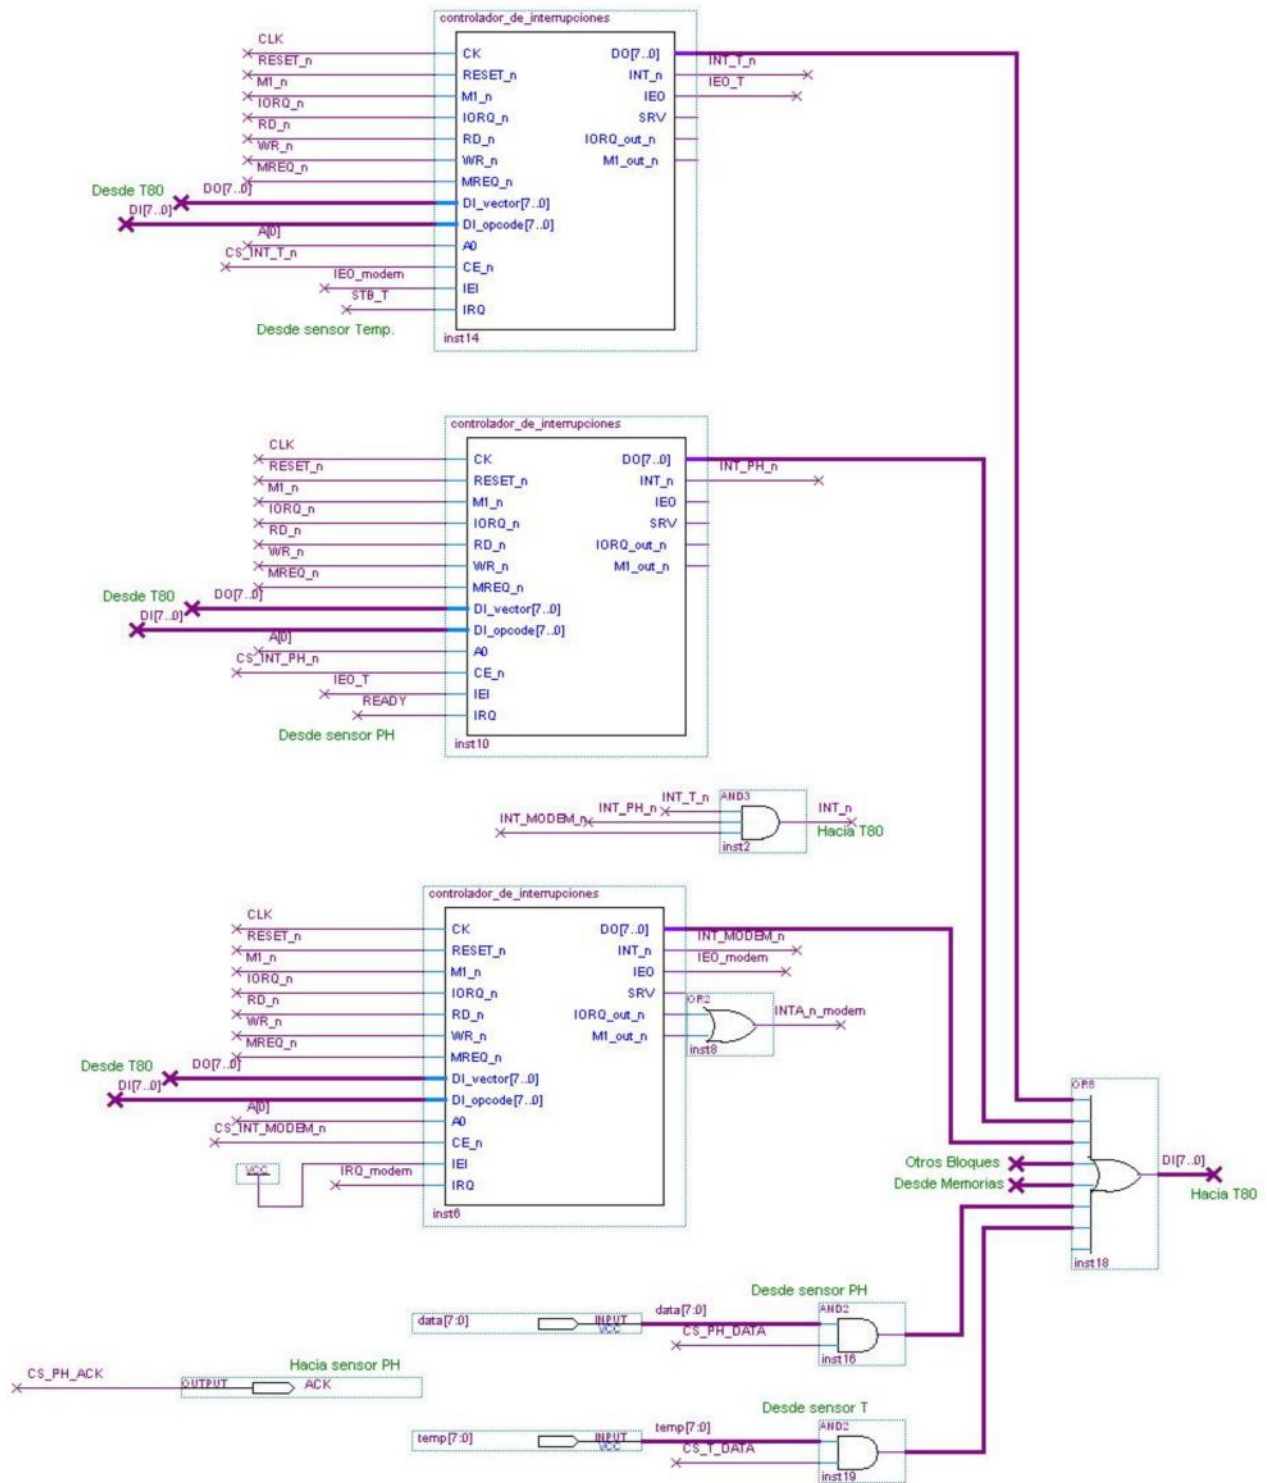 controlador_de_interrupciones
CLK
CK DO[7..0]
RESET_n INT_T_n
RESET_n INT_n
M1_n IEO_T
M1_n IEO
IORQ_n
IORQ_n SRV
RD_n
RD_n IORQ_out_n
WR_n
WR_n M1_out_n
MREQ_n
MREQ_n
Desde T80 DO[7..0]
DI_vector[7..0]
DI[7..0]
DI_opcode[7..0]
A[0]
A0
CS_INT_T_n
CE_n
IEO_modem
IEI
STB_T
IRQ
Desde sensor Temp.
inst14
controlador_de_interrupciones
CLK
CK DO[7..0]
RESET_n INT_PH_n
RESET_n INT_n
M1_n
M1_n IEO
IORQ_n
IORQ_n SRV
RD_n
RD_n IORQ_out_n
WR_n
WR_n M1_out_n
MREQ_n
MREQ_n
Desde T80 DO[7..0]
DI_vector[7..0]
DI[7..0]
DI_opcode[7..0]
A[0]
A0
CS_INT_PH_n
CE_n
IEO_T
IEI
READY
IRQ
Desde sensor PH
inst10
INT_T_n AND3
INT_PH_n INT_n
INT_MODEM_n
Hacia T80
inst2
controlador_de_interrupciones
CLK
CK DO[7..0]
RESET_n INT_MODEM_n
RESET_n INT_n
M1_n IEO_modem
M1_n IEO
IORQ_n
IORQ_n SRV
OR2
RD_n INTA_n_modem
RD_n IORQ_out_n
WR_n
WR_n M1_out_n
inst8
MREQ_n
MREQ_n
Desde T80 DO[7..0]
DI_vector[7..0]
DI[7..0]
DI_opcode[7..0]
OR8
A[0]
A0
CS_INT_MODEM_n
CE_n
VCC IRQ_modem
IEI
IRQ
inst6
Otros Bloques DI[7..0]
Desde Memorias
Hacia T80
inst18
Desde sensor PH
data[7:0] INPUT VCC data[7:0] AND2
CS_PH_DATA
inst16
Hacia sensor PH
CS_PH_ACK
OUTPUT ACK
Desde sensor T
temp[7:0] INPUT VCC temp[7:0] AND2
CS_T_DATA
inst19